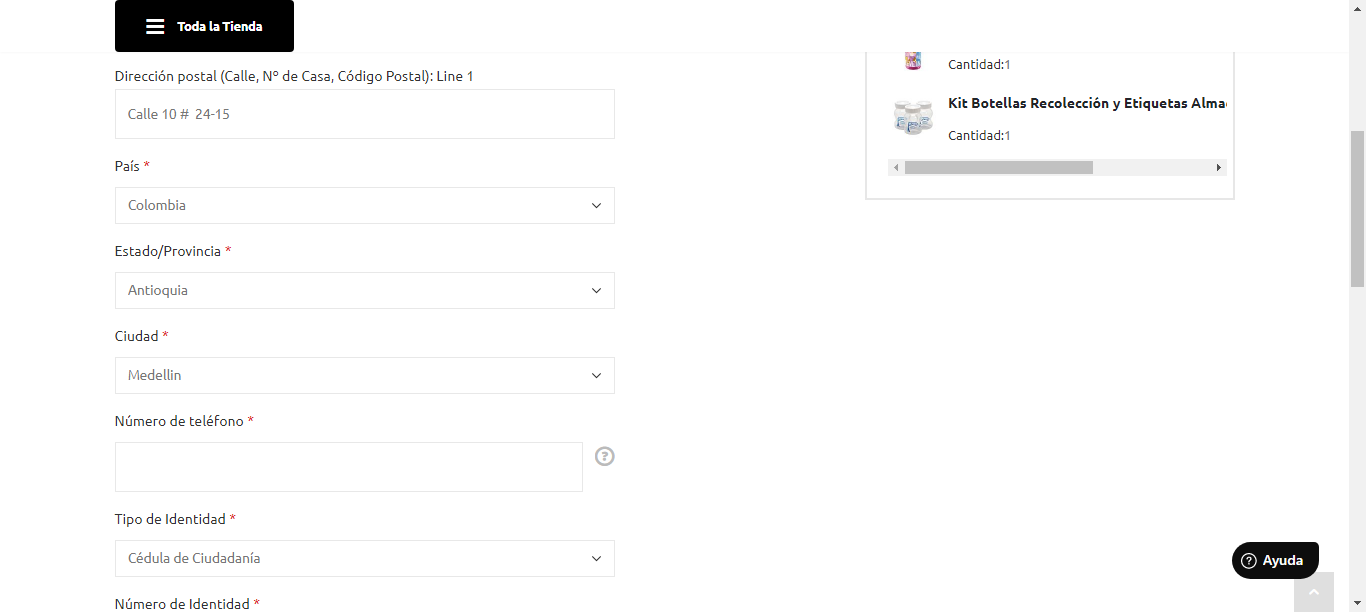 Toda la Tienda
Dirección postal (Calle, Nº de Casa, Código Postal): Line 1
Calle 10 #  24-15
País *
Colombia
Estado/Provincia *
Antioquia
Ciudad *
Medellin
Número de teléfono *
?
Tipo de Identidad *
Cédula de Ciudadanía
Número de Identidad *
Cantidad:1
Kit Botellas Recolección y Etiquetas Alma
Cantidad:1
? Ayuda